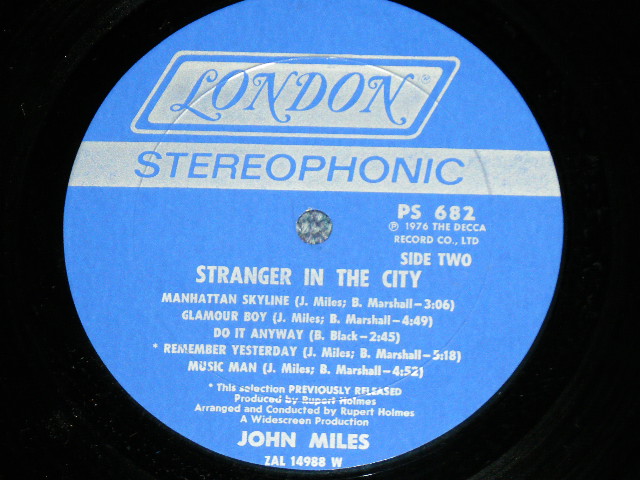 LONDON
®
STEREOPHONIC
PS 682
℗ 1976 THE DECCA
RECORD CO., LTD
SIDE TWO
STRANGER IN THE CITY
MANHATTAN SKYLINE (J. Miles; B. Marshall—3:06)
GLAMOUR BOY (J. Miles; B. Marshall—4:49)
DO IT ANYWAY (B. Black—2:45)
* REMEMBER YESTERDAY (J. Miles; B. Marshall—5:18)
MUSIC MAN (J. Miles; B. Marshall—4:52)
* This selection PREVIOUSLY RELEASED
Produced by Rupert Holmes
Arranged and Conducted by Rupert Holmes
A Widescreen Production
JOHN MILES
ZAL 14988 W